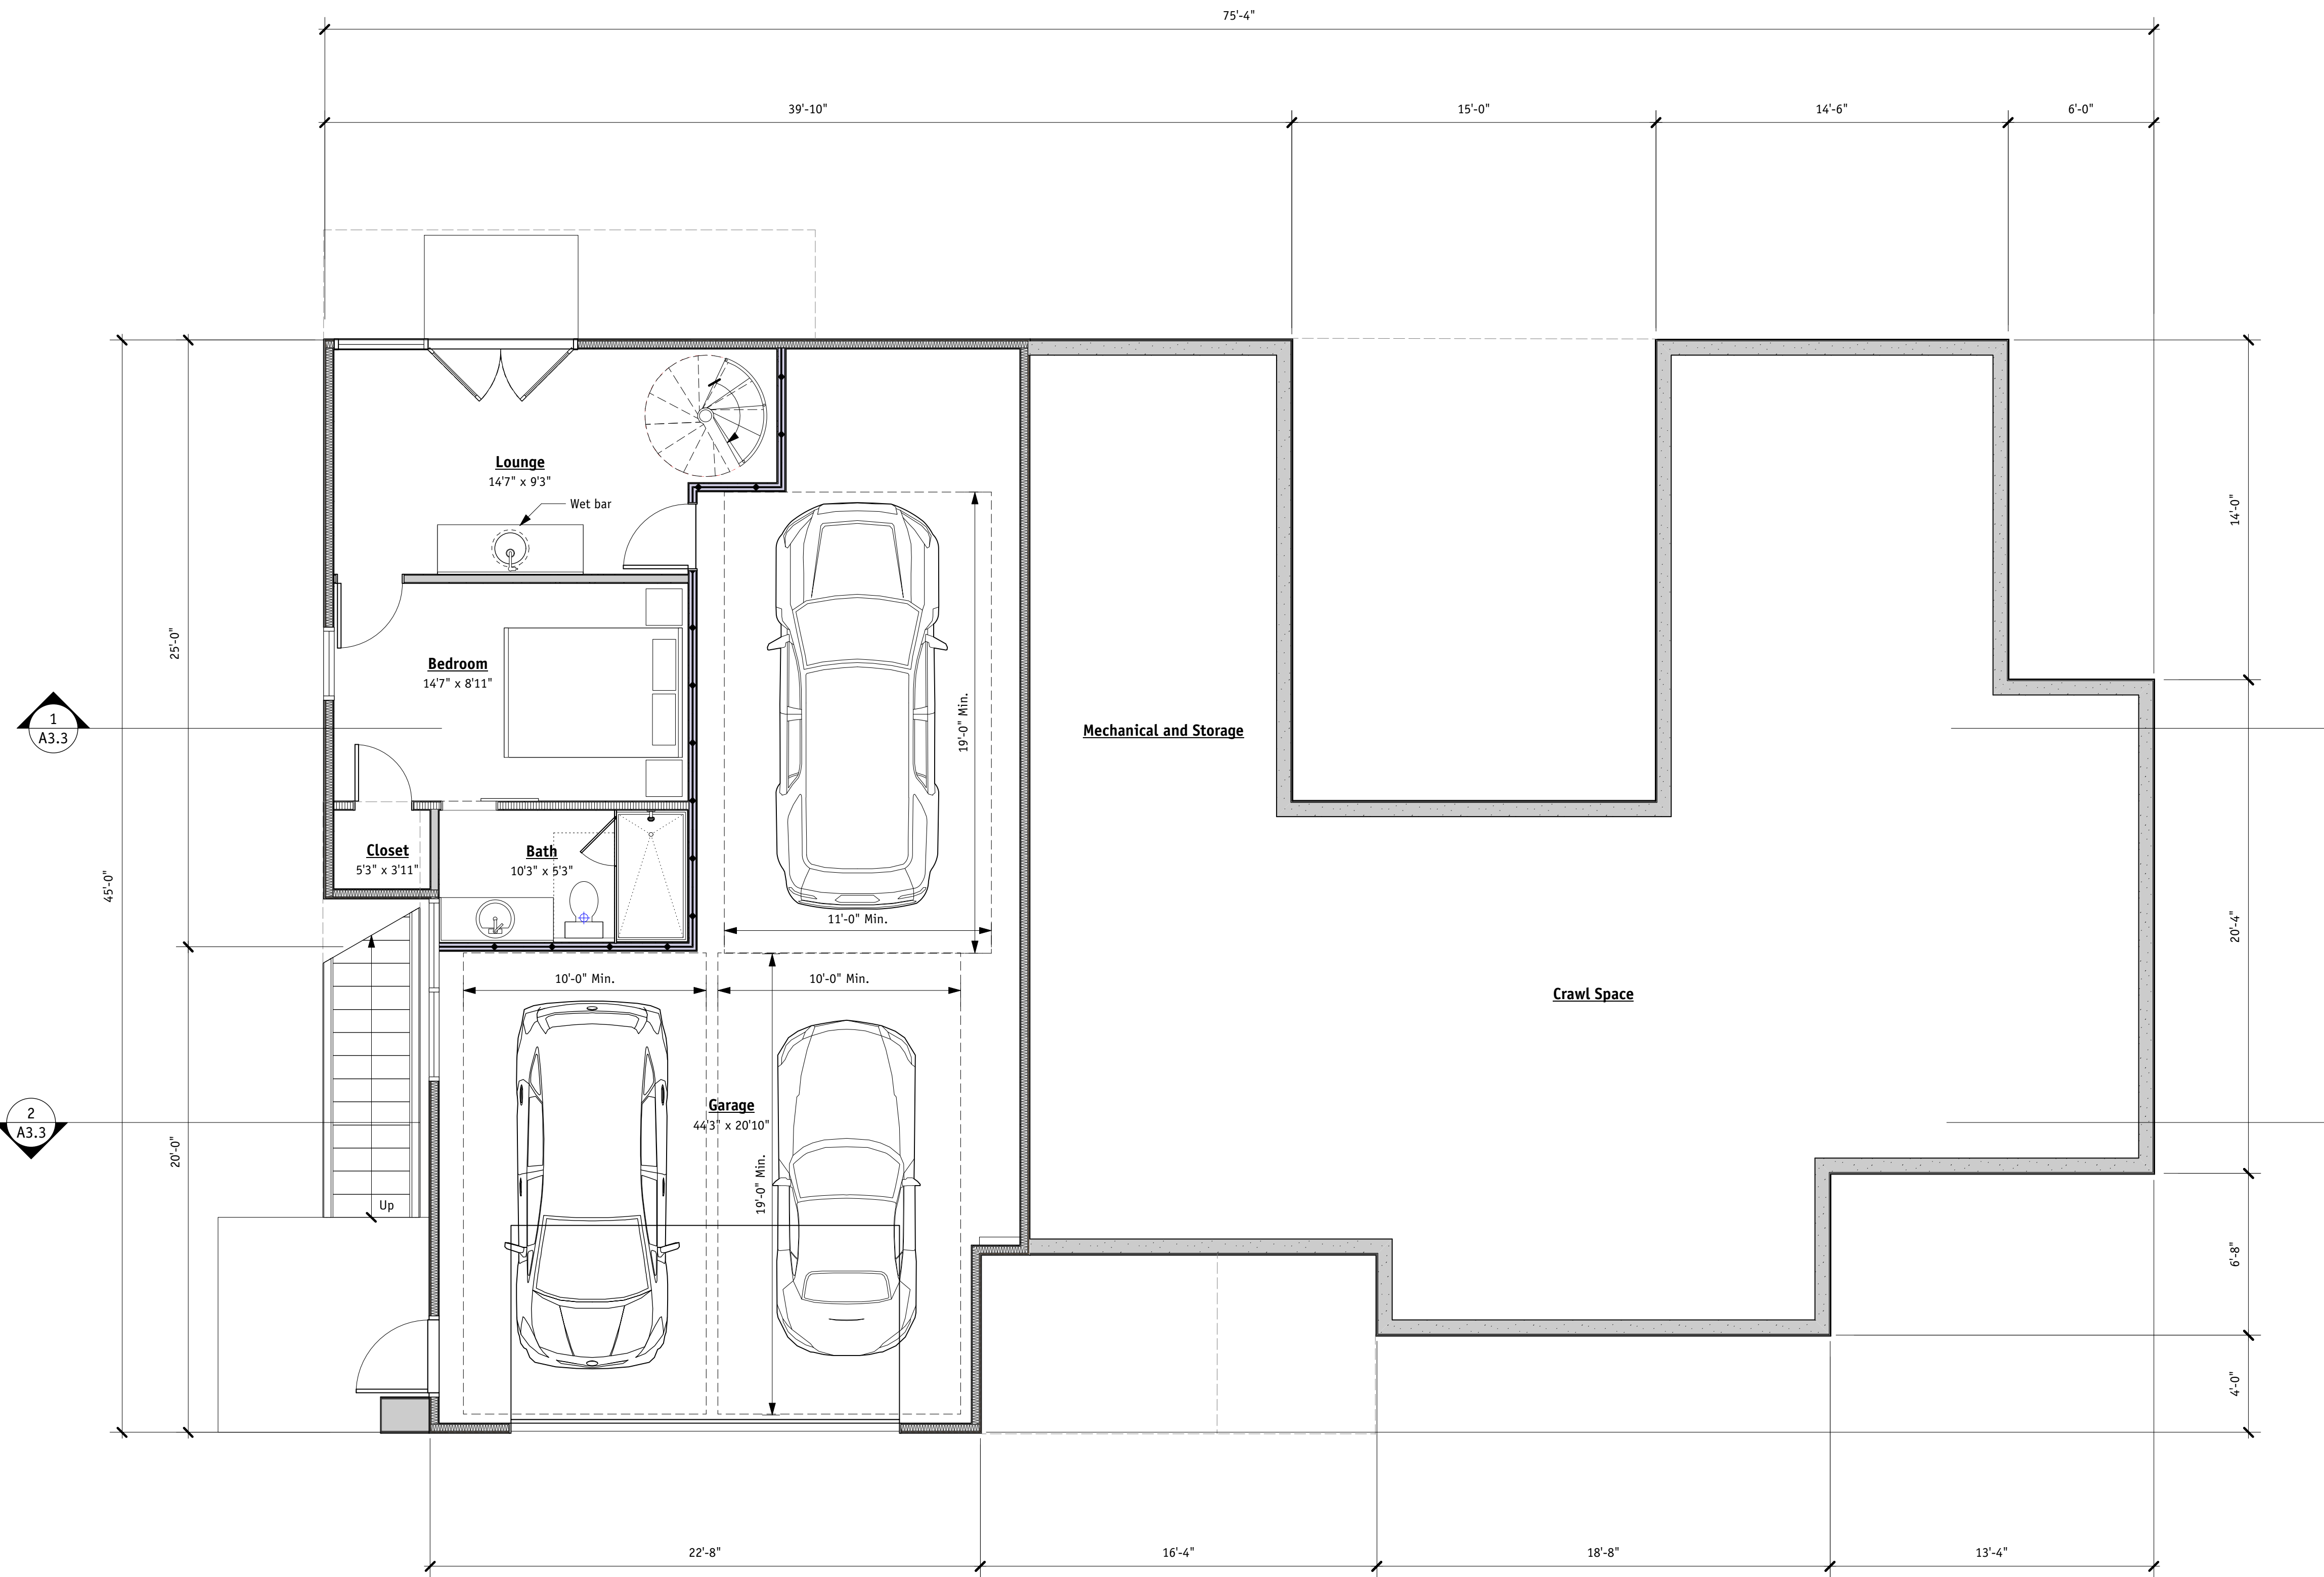 75'-4"
39'-10"
15'-0"
14'-6"
6'-0"
Lounge
14'7" x 9'3"
Wet bar
14'-0"
25'-0"
Bedroom
14'7" x 8'11"
19'-0" Min.
Mechanical and Storage
1
A3.3
Closet
5'3" x 3'11"
Bath
10'3" x 5'3"
45'-0"
11'-0" Min.
20'-4"
10'-0" Min.
10'-0" Min.
Crawl Space
Garage
44'3" x 20'10"
2
A3.3
20'-0"
19'-0" Min.
Up
6'-8"
4'-0"
22'-8"
16'-4"
18'-8"
13'-4"